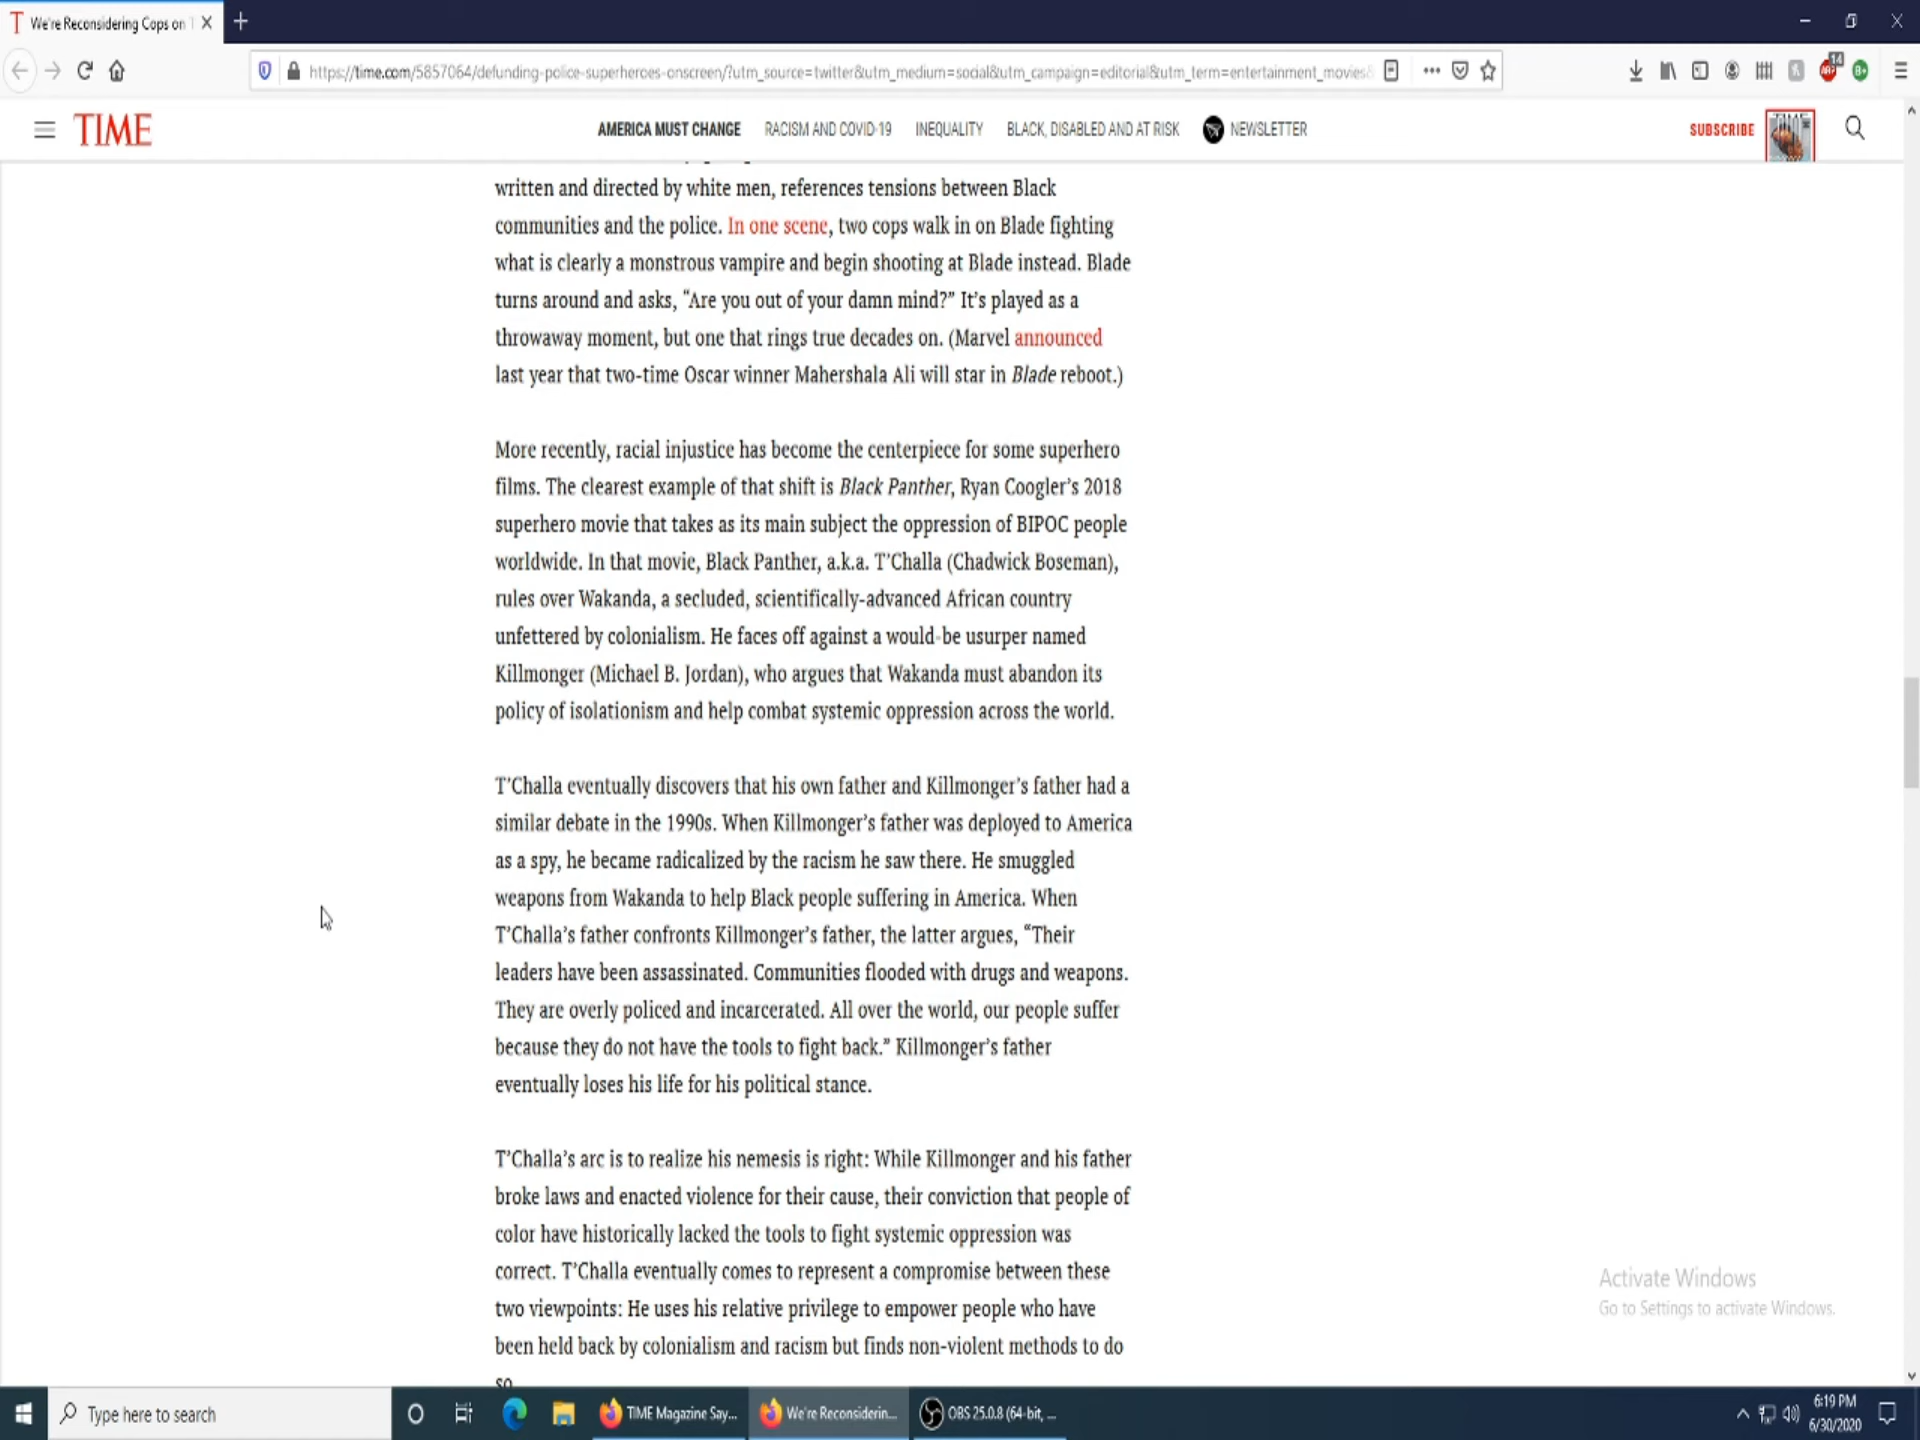 We're Reconsidering Cops on T
https://time.com/5857064/defunding-police-superheroes-onscreen/?utm_source=twitter&utm_medium=social&utm_campaign=editorial&utm_term=entertainment_movies&
14
ABP
B+
TIME
AMERICA MUST CHANGE
RACISM AND COVID-19
INEQUALITY
BLACK, DISABLED AND AT RISK
NEWSLETTER
SUBSCRIBE
written and directed by white men, references tensions between Black
communities and the police. In one scene, two cops walk in on Blade fighting
what is clearly a monstrous vampire and begin shooting at Blade instead. Blade
turns around and asks, “Are you out of your damn mind?” It’s played as a
throwaway moment, but one that rings true decades on. (Marvel announced
last year that two-time Oscar winner Mahershala Ali will star in Blade reboot.)
More recently, racial injustice has become the centerpiece for some superhero
films. The clearest example of that shift is Black Panther, Ryan Coogler’s 2018
superhero movie that takes as its main subject the oppression of BIPOC people
worldwide. In that movie, Black Panther, a.k.a. T’Challa (Chadwick Boseman),
rules over Wakanda, a secluded, scientifically-advanced African country
unfettered by colonialism. He faces off against a would-be usurper named
Killmonger (Michael B. Jordan), who argues that Wakanda must abandon its
policy of isolationism and help combat systemic oppression across the world.
T’Challa eventually discovers that his own father and Killmonger’s father had a
similar debate in the 1990s. When Killmonger’s father was deployed to America
as a spy, he became radicalized by the racism he saw there. He smuggled
weapons from Wakanda to help Black people suffering in America. When
T’Challa’s father confronts Killmonger’s father, the latter argues, “Their
leaders have been assassinated. Communities flooded with drugs and weapons.
They are overly policed and incarcerated. All over the world, our people suffer
because they do not have the tools to fight back.” Killmonger’s father
eventually loses his life for his political stance.
T’Challa’s arc is to realize his nemesis is right: While Killmonger and his father
broke laws and enacted violence for their cause, their conviction that people of
color have historically lacked the tools to fight systemic oppression was
correct. T’Challa eventually comes to represent a compromise between these
two viewpoints: He uses his relative privilege to empower people who have
been held back by colonialism and racism but finds non-violent methods to do
so
Activate Windows
Go to Settings to activate Windows.
Type here to search
TIME Magazine Say...
We're Reconsiderin...
OBS 25.0.8 (64-bit, ...
6:19 PM
6/30/2020